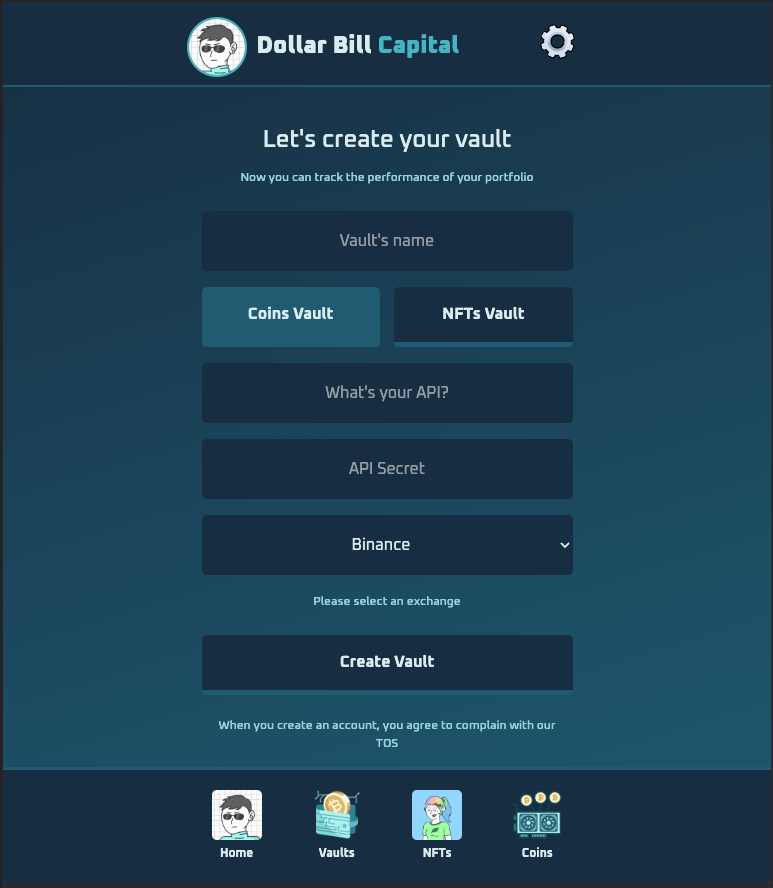 Dollar Bill Capital
Let's create your vault
Now you can track the performance of your portfolio
Vault's name
Coins Vault
NFTs Vault
What's your API?
API Secret
Binance
Please select an exchange
Create Vault
When you create an account, you agree to complain with our
TOS
Home
Vaults
NFTs
Coins